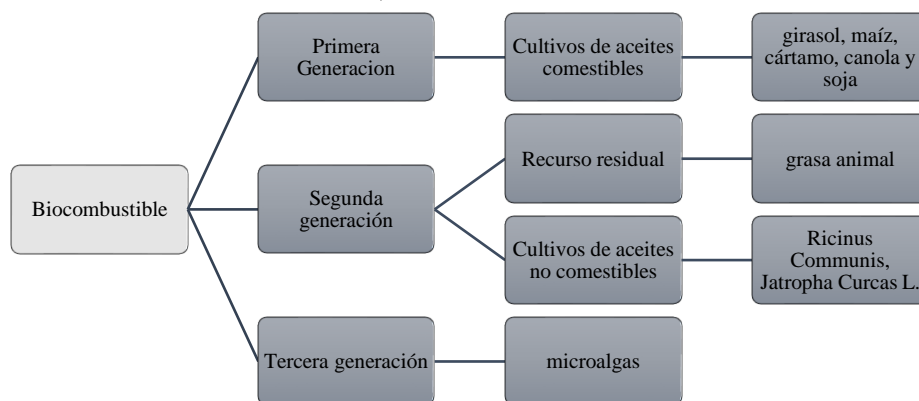 Biocombustible
Primera
Generacion
Cultivos de aceites
comestibles
girasol, maíz,
cártamo, canola y
soja
Segunda
generación
Recurso residual
grasa animal
Cultivos de aceites
no comestibles
Ricinus
Communis,
Jatropha Curcas L.
Tercera generación
microalgas